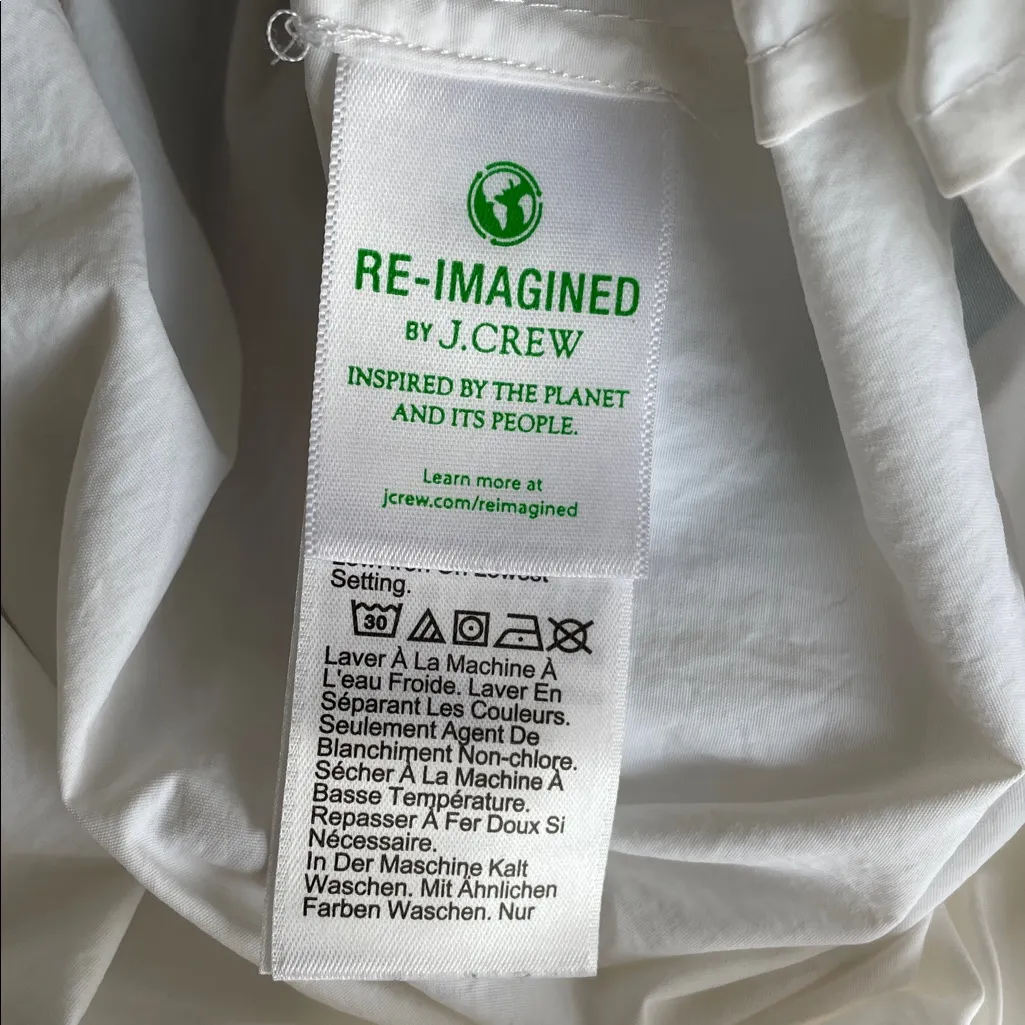 RE-IMAGINED
BY J.CREW
INSPIRED BY THE PLANET
AND ITS PEOPLE.
Learn more at
jcrew.com/reimagined
Lowest
Setting.
30
Laver À La Machine À
L'eau Froide. Laver En
Séparant Les Couleurs.
Seulement Agent De
Blanchiment Non-chlore.
Sécher À La Machine À
Basse Température.
Repasser À Fer Doux Si
Nécessaire.
In Der Maschine Kalt
Waschen. Mit Ähnlichen
Farben Waschen. Nur